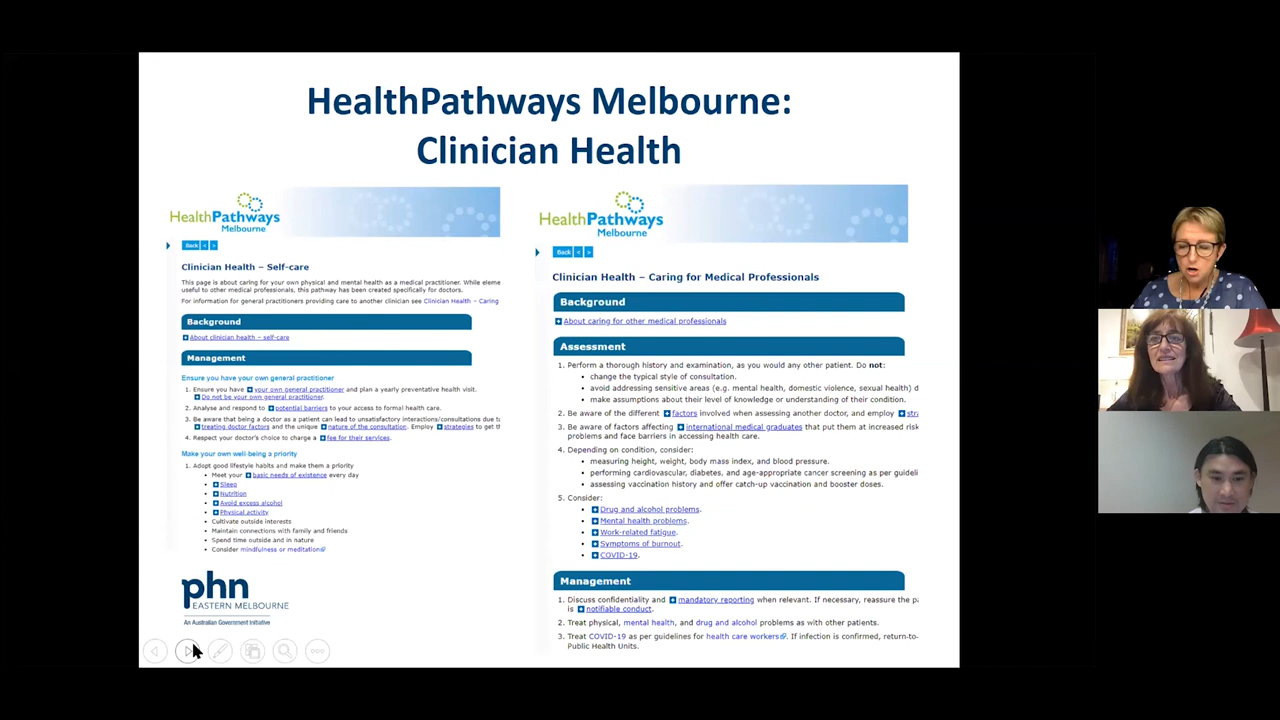 HealthPathways Melbourne:
Clinician Health
HealthPathways
Melbourne
Back < >
Clinician Health – Self-care
This page is about caring for your own physical and mental health as a medical practitioner. While eleme
useful to other medical professionals, this pathway has been created specifically for doctors.
For information for general practitioners providing care to another clinician see Clinician Health – Caring
Background
About clinical health – self-care
Management
Ensure you have your own general practitioner
1. Ensure you have your own general practitioner and plan a yearly preventative health visit.
Do not be your own general practitioner.
2. Analyse and respond to potential barriers to your access to formal health care.
3. Be aware that being a doctor as a patient can lead to unsatisfactory interactions/consultations due to
treating doctor factors and the unique nature of the consultation. Employ strategies to get th
4. Respect your doctor's choice to charge a fee for their services.
Make your own well-being a priority
1. Adopt good lifestyle habits and make them a priority
• Meet your basic needs of existence every day
• Sleep
• Nutrition
• Avoid excess alcohol
• Physical activity
• Cultivate outside interests
• Maintain connections with family and friends
• Spend time outside and in nature
• Consider mindfulness or meditation
phn
EASTERN MELBOURNE
An Australian Government Initiative
HealthPathways
Melbourne
Back < >
Clinician Health – Caring for Medical Professionals
Background
About caring for other medical professionals
Assessment
1. Perform a thorough history and examination, as you would any other patient. Do not:
• change the typical style of consultation.
• avoid addressing sensitive areas (e.g. mental health, domestic violence, sexual health) d
• make assumptions about their level of knowledge or understanding of their condition.
2. Be aware of the different factors involved when assessing another doctor, and employ stra
3. Be aware of factors affecting international medical graduates that put them at increased risk
problems and face barriers in accessing health care.
4. Depending on condition, consider:
• measuring height, weight, body mass index, and blood pressure.
• performing cardiovascular, diabetes, and age-appropriate cancer screening as per guideli
• assessing vaccination history and offer catch-up vaccination and booster doses.
5. Consider:
• Drug and alcohol problems.
• Mental health problems.
• Work-related fatigue.
• Symptoms of burnout.
• COVID-19.
Management
1. Discuss confidentiality and mandatory reporting when relevant. If necessary, reassure the pa
is notifiable conduct.
2. Treat physical, mental health, and drug and alcohol problems as with other patients.
3. Treat COVID-19 as per guidelines for health care workers. If infection is confirmed, return-to-
Public Health Units.